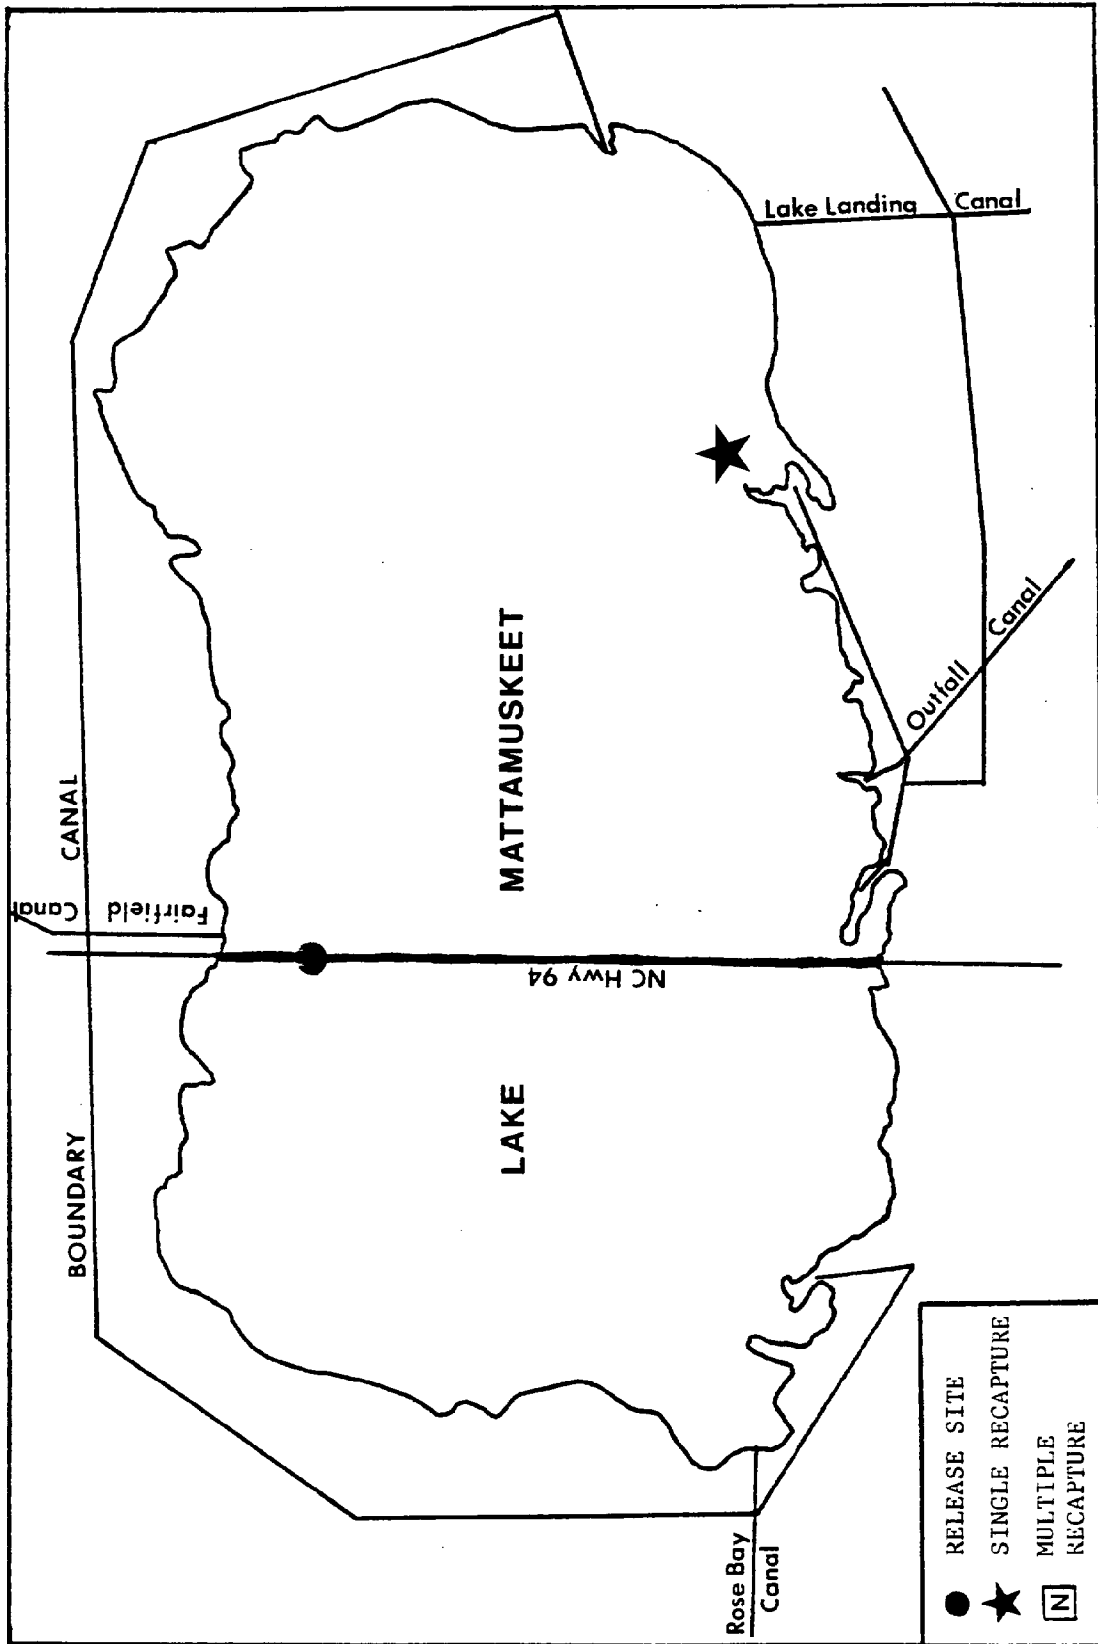 BOUNDARY CANAL
Fairfield Canal
NC Hwy 94
LAKE MATTAMUSKEET
Lake Landing Canal
Outfall Canal
Rose Bay
Canal
RELEASE SITE
SINGLE RECAPTURE
N MULTIPLE
RECAPTURE